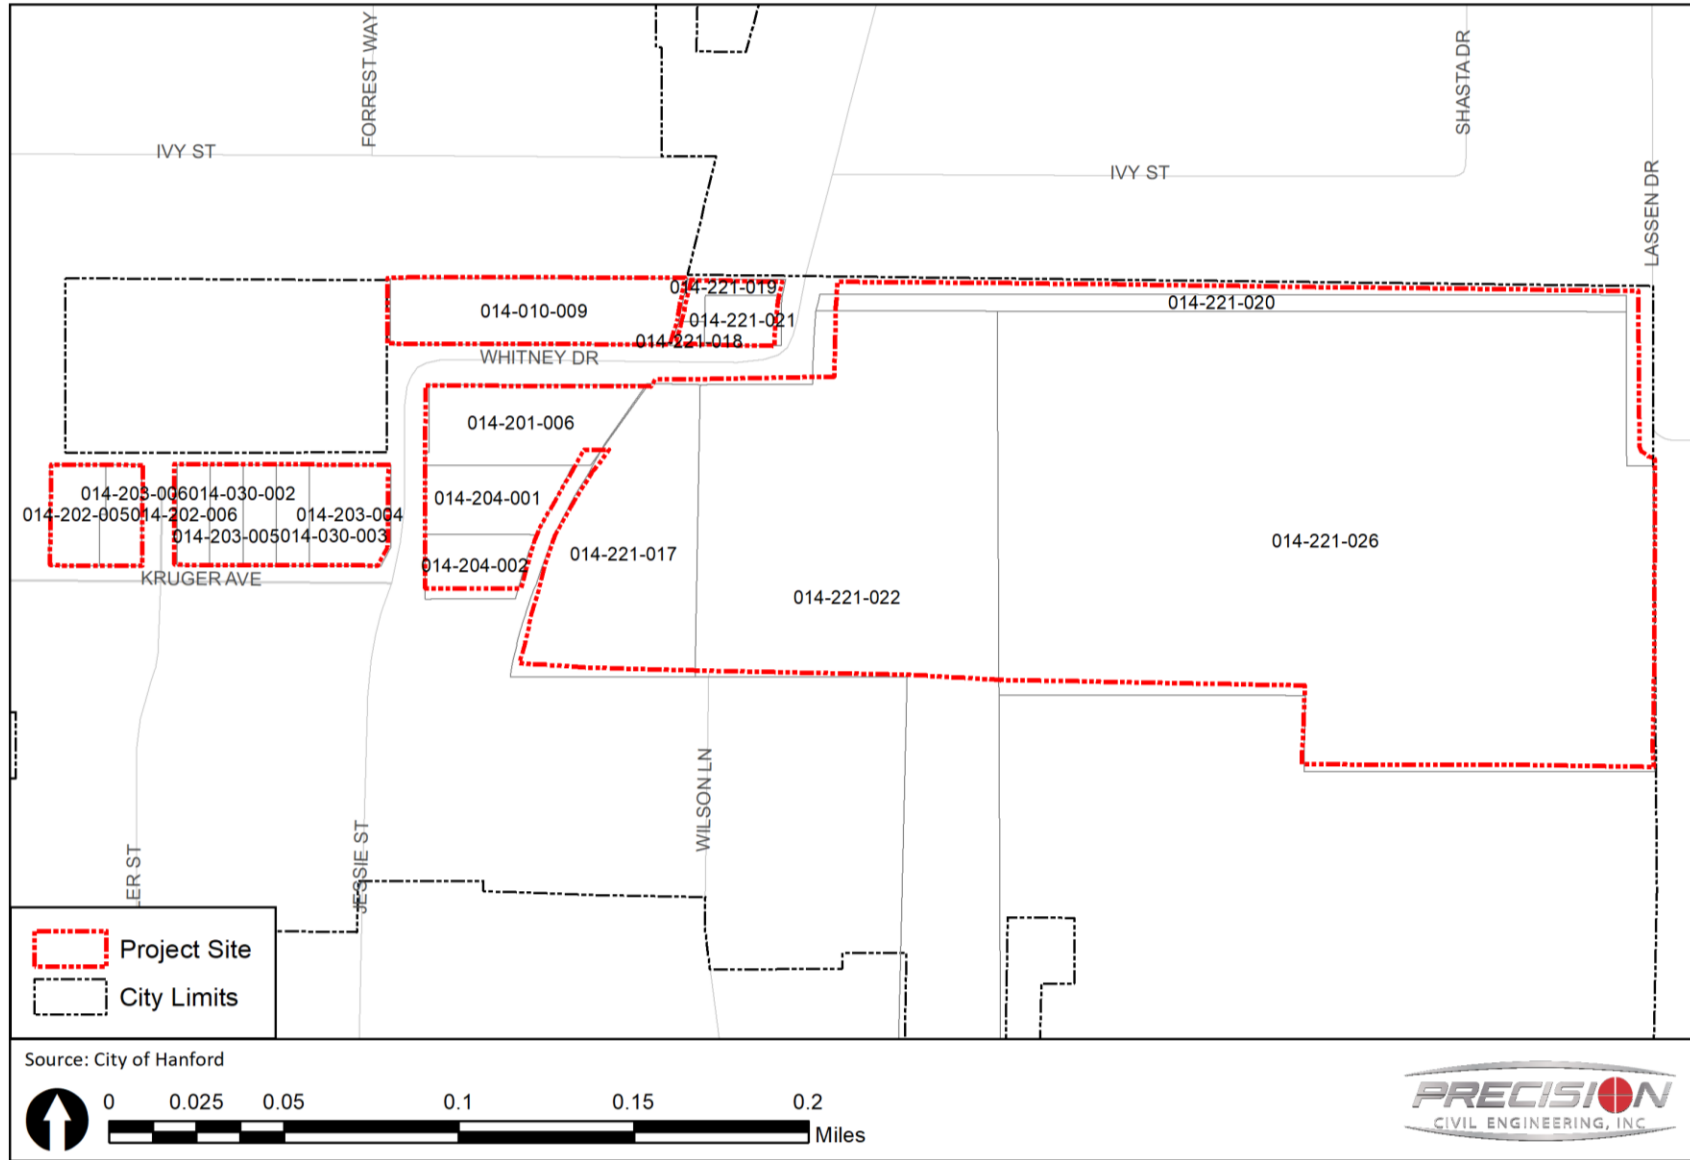 FORREST WAY
SHASTA DR
IVY ST
IVY ST
LASSEN DR
014-221-019
014-010-009
014-221-020
014-221-021
014-221-018
WHITNEY DR
014-201-006
014-203-006
014-030-002
014-204-001
014-202-005
014-202-006
014-203-004
014-203-005
014-030-003
014-221-026
014-221-017
014-204-002
KRUGER AVE
014-221-022
WILSON LN
LER ST
JESSIE ST
Project Site
City Limits
Source: City of Hanford
0 0.025 0.05 0.1 0.15 0.2
Miles
PRECISION
CIVIL ENGINEERING, INC